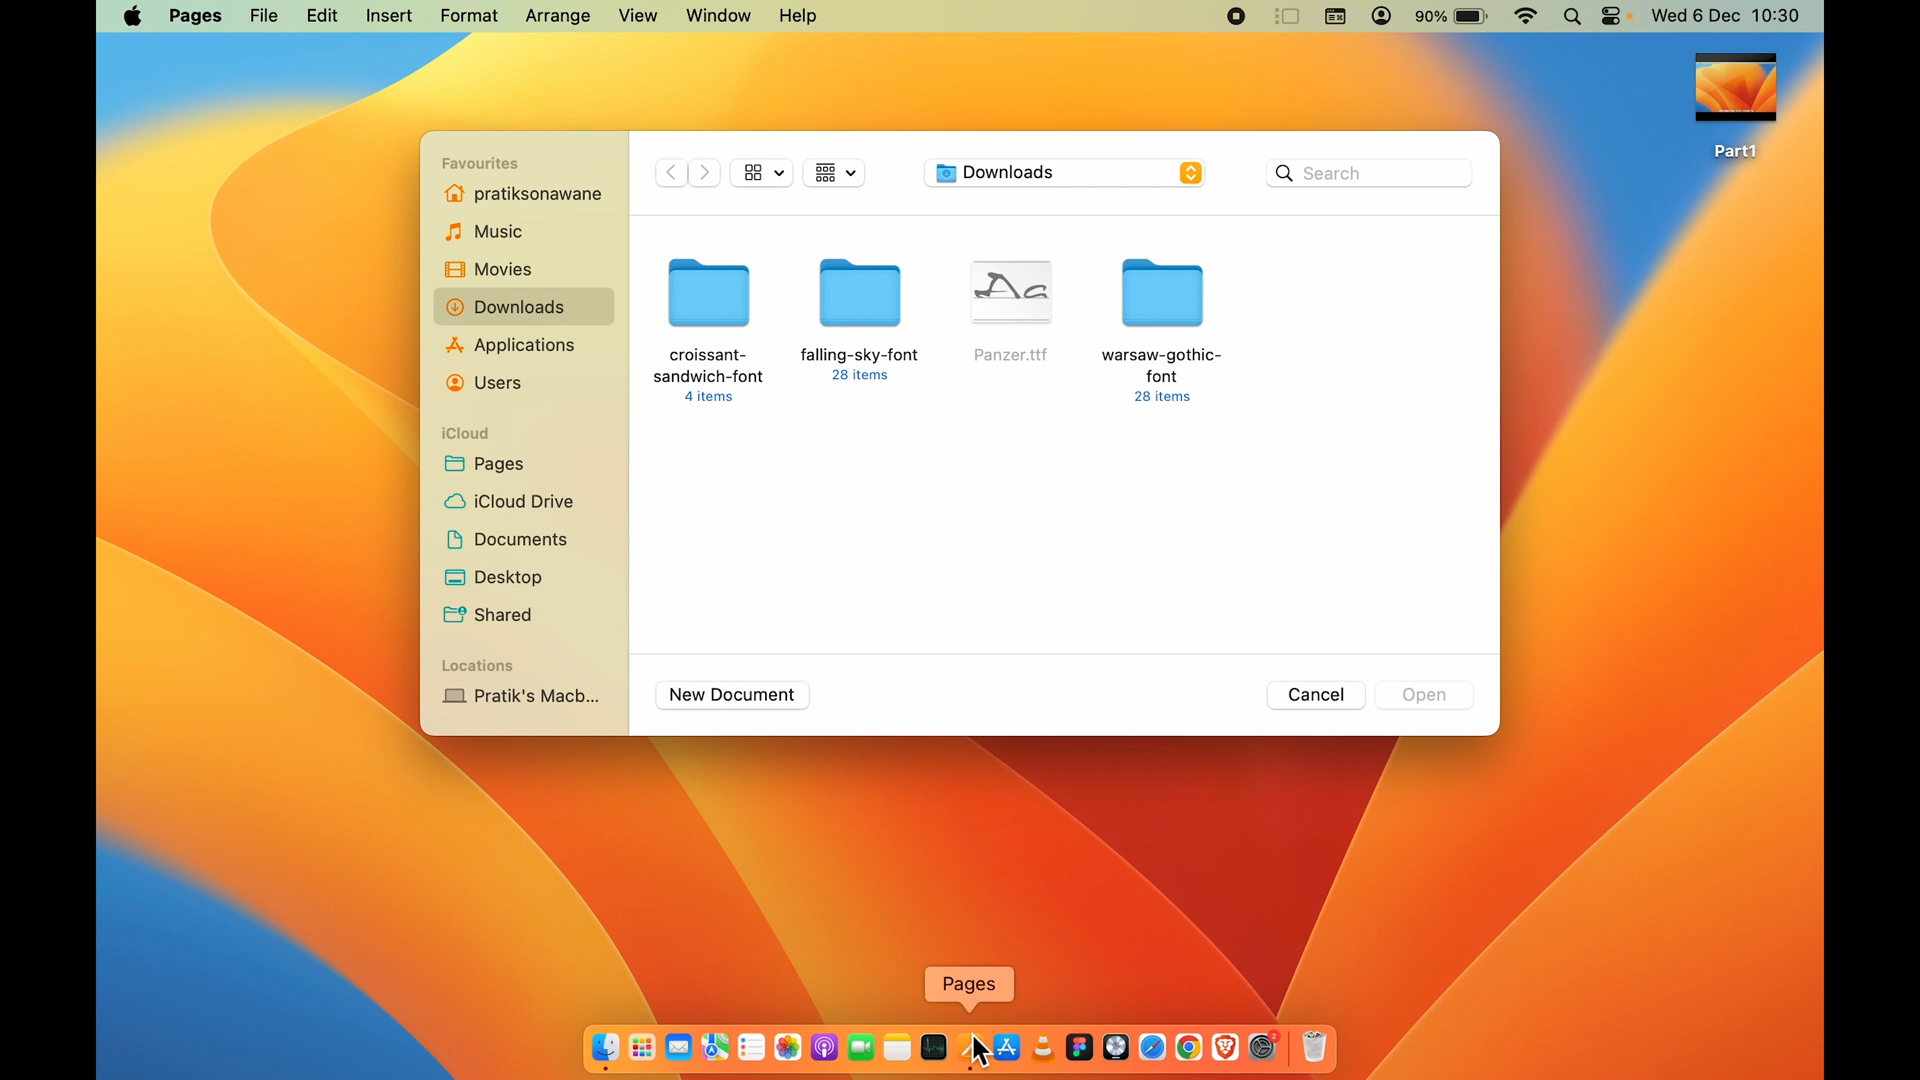 Pages File Edit Insert Format Arrange View Window Help 90% Wed 6 Dec 10:30
Part1
Favourites
pratiksonawane
Music
Movies
Downloads
Applications
Users
iCloud
Pages
iCloud Drive
Documents
Desktop
Shared
Locations
Pratik's Macb...
Downloads
Search
croissant-
sandwich-font
4 items
falling-sky-font
28 items
Ag
Panzer.ttf
warsaw-gothic-
font
28 items
New Document
Cancel
Open
Pages
2